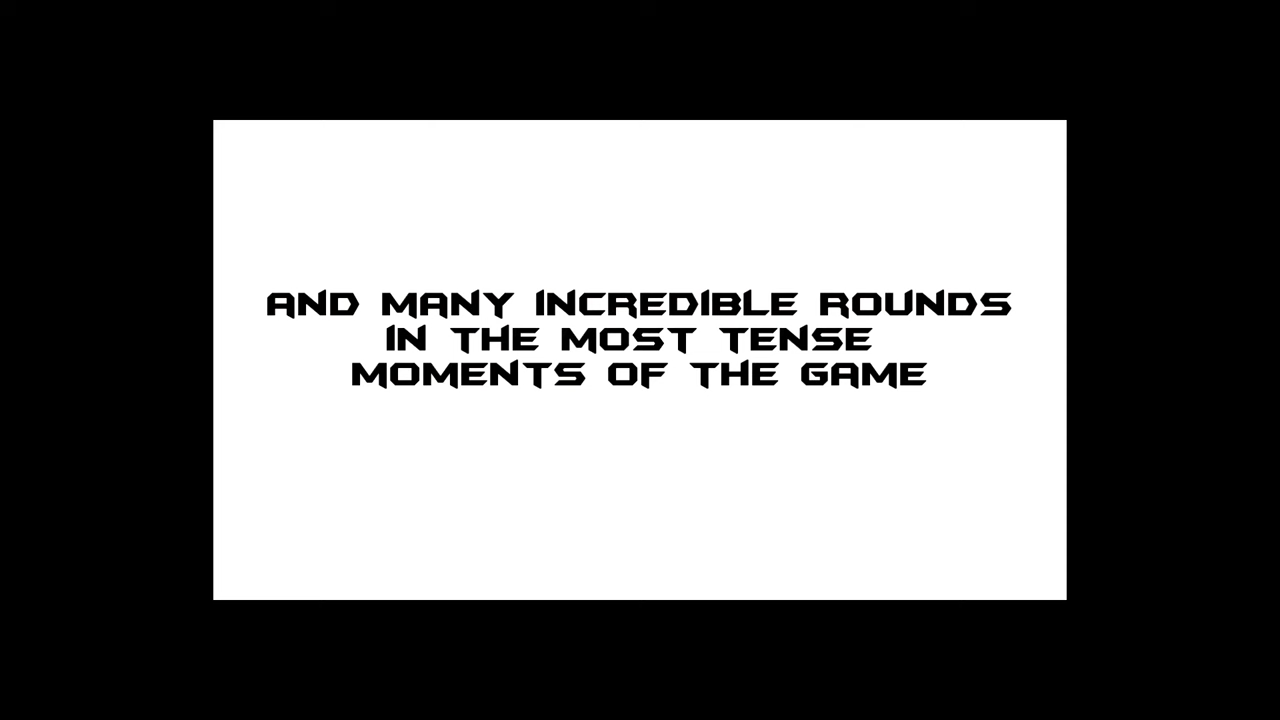 AND MANY INCREDIBLE ROUNDS
IN THE MOST TENSE
MOMENTS OF THE GAME